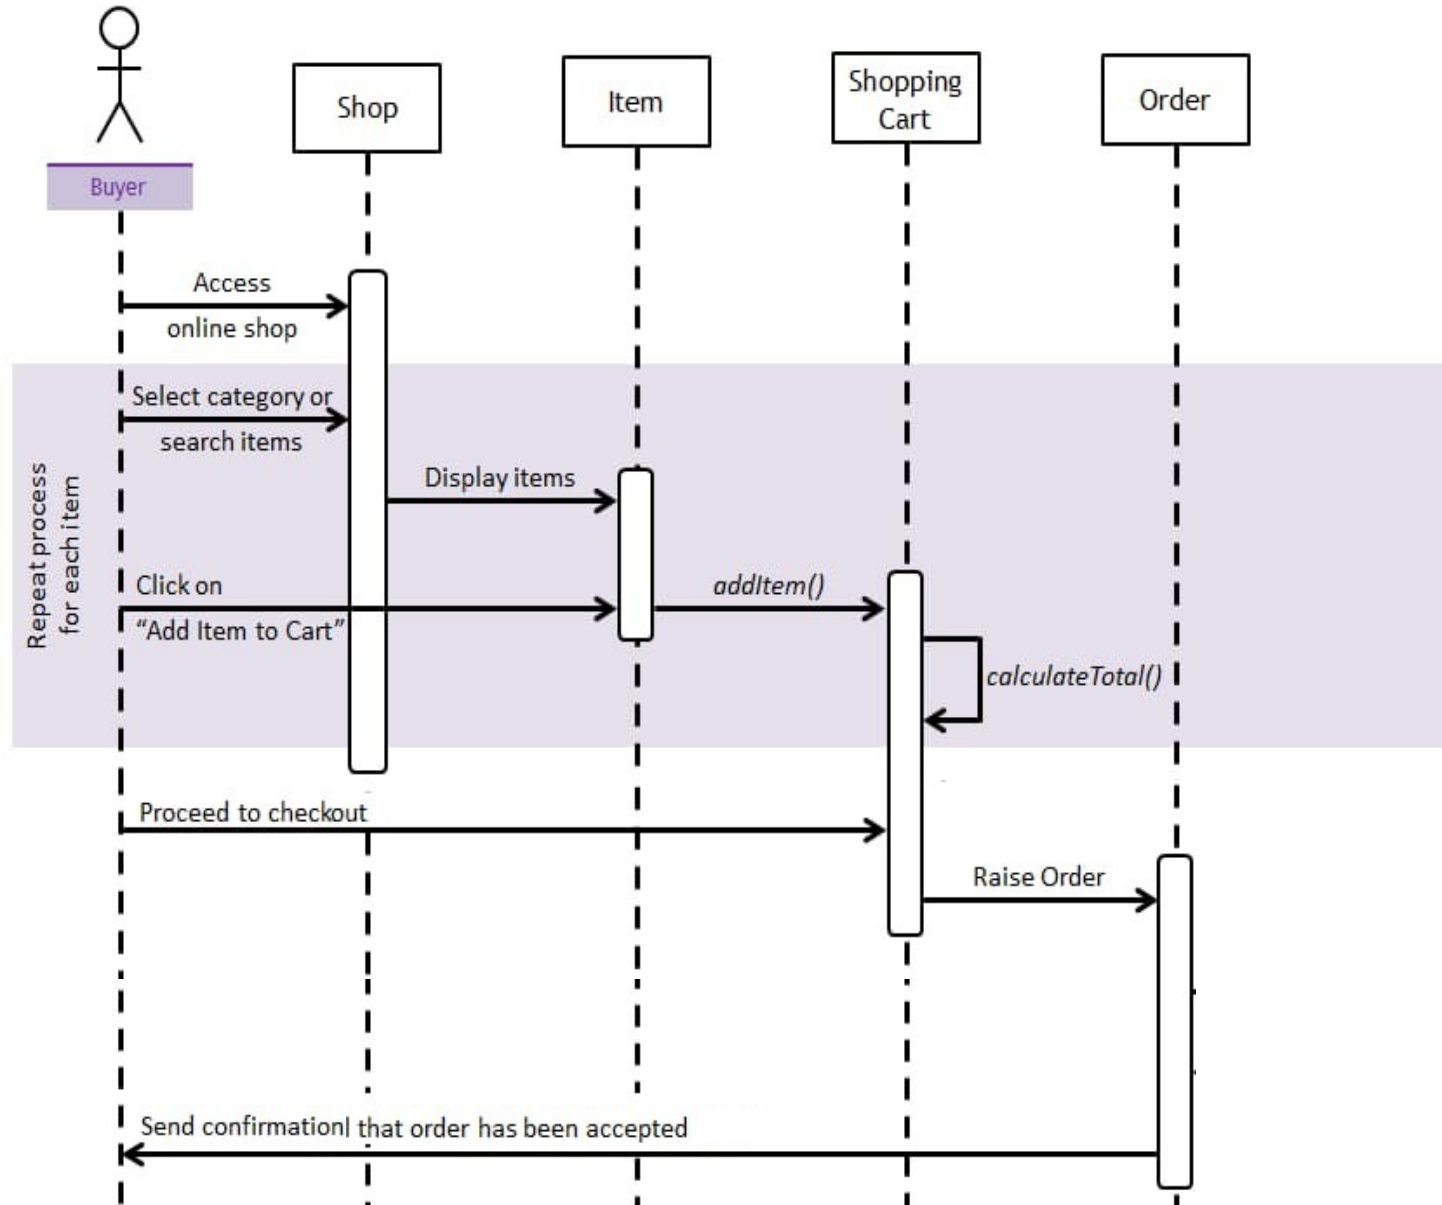 Shop
Item
Shopping
Cart
Order
Buyer
Access
online shop
Select category or
search items
Display items
Repeat process
for each item
Click on
“Add Item to Cart”
addItem()
calculateTotal()
Proceed to checkout
Raise Order
Send confirmation that order has been accepted